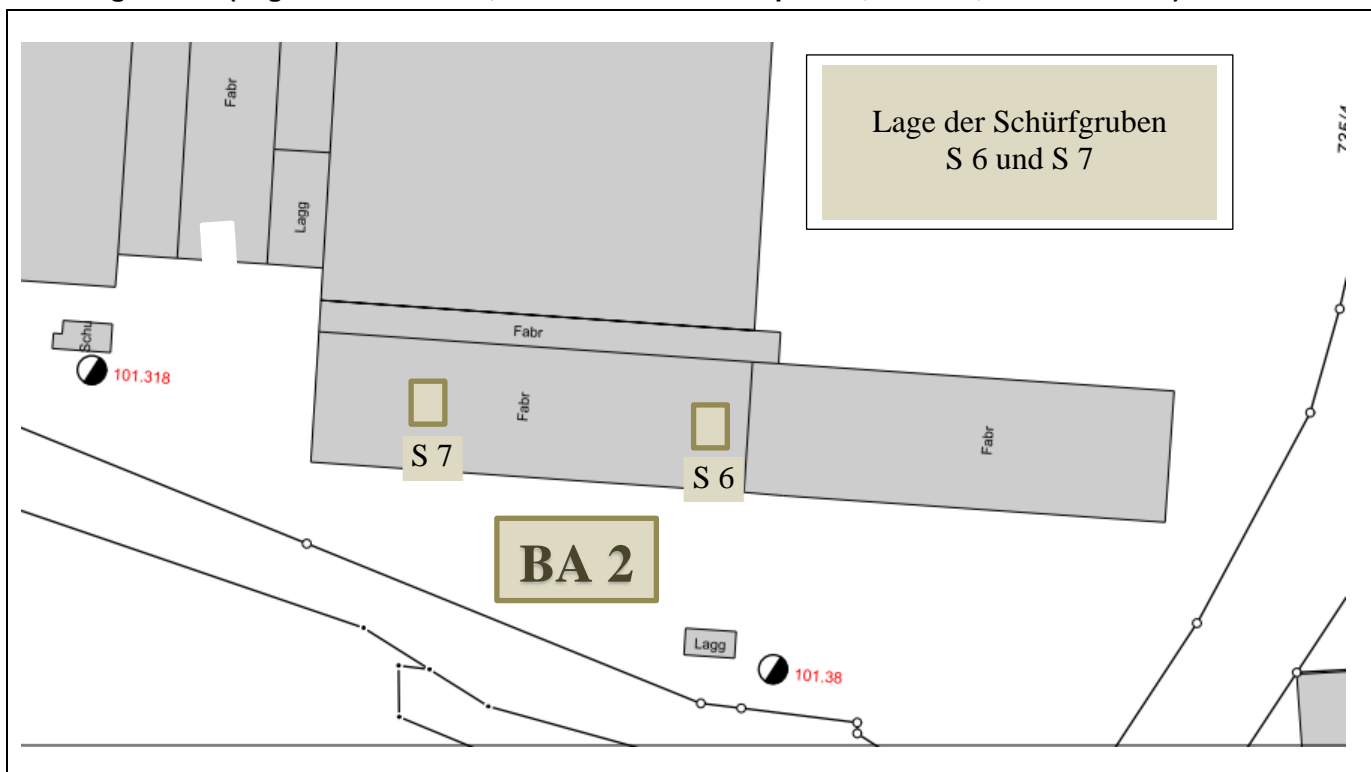 Lage der Schürfgruben
S 6 und S 7
Fabr
Lagg
Schu
101.318
Fabr
Fabr
Fabr
S 7
S 6
BA 2
Lagg
101.38